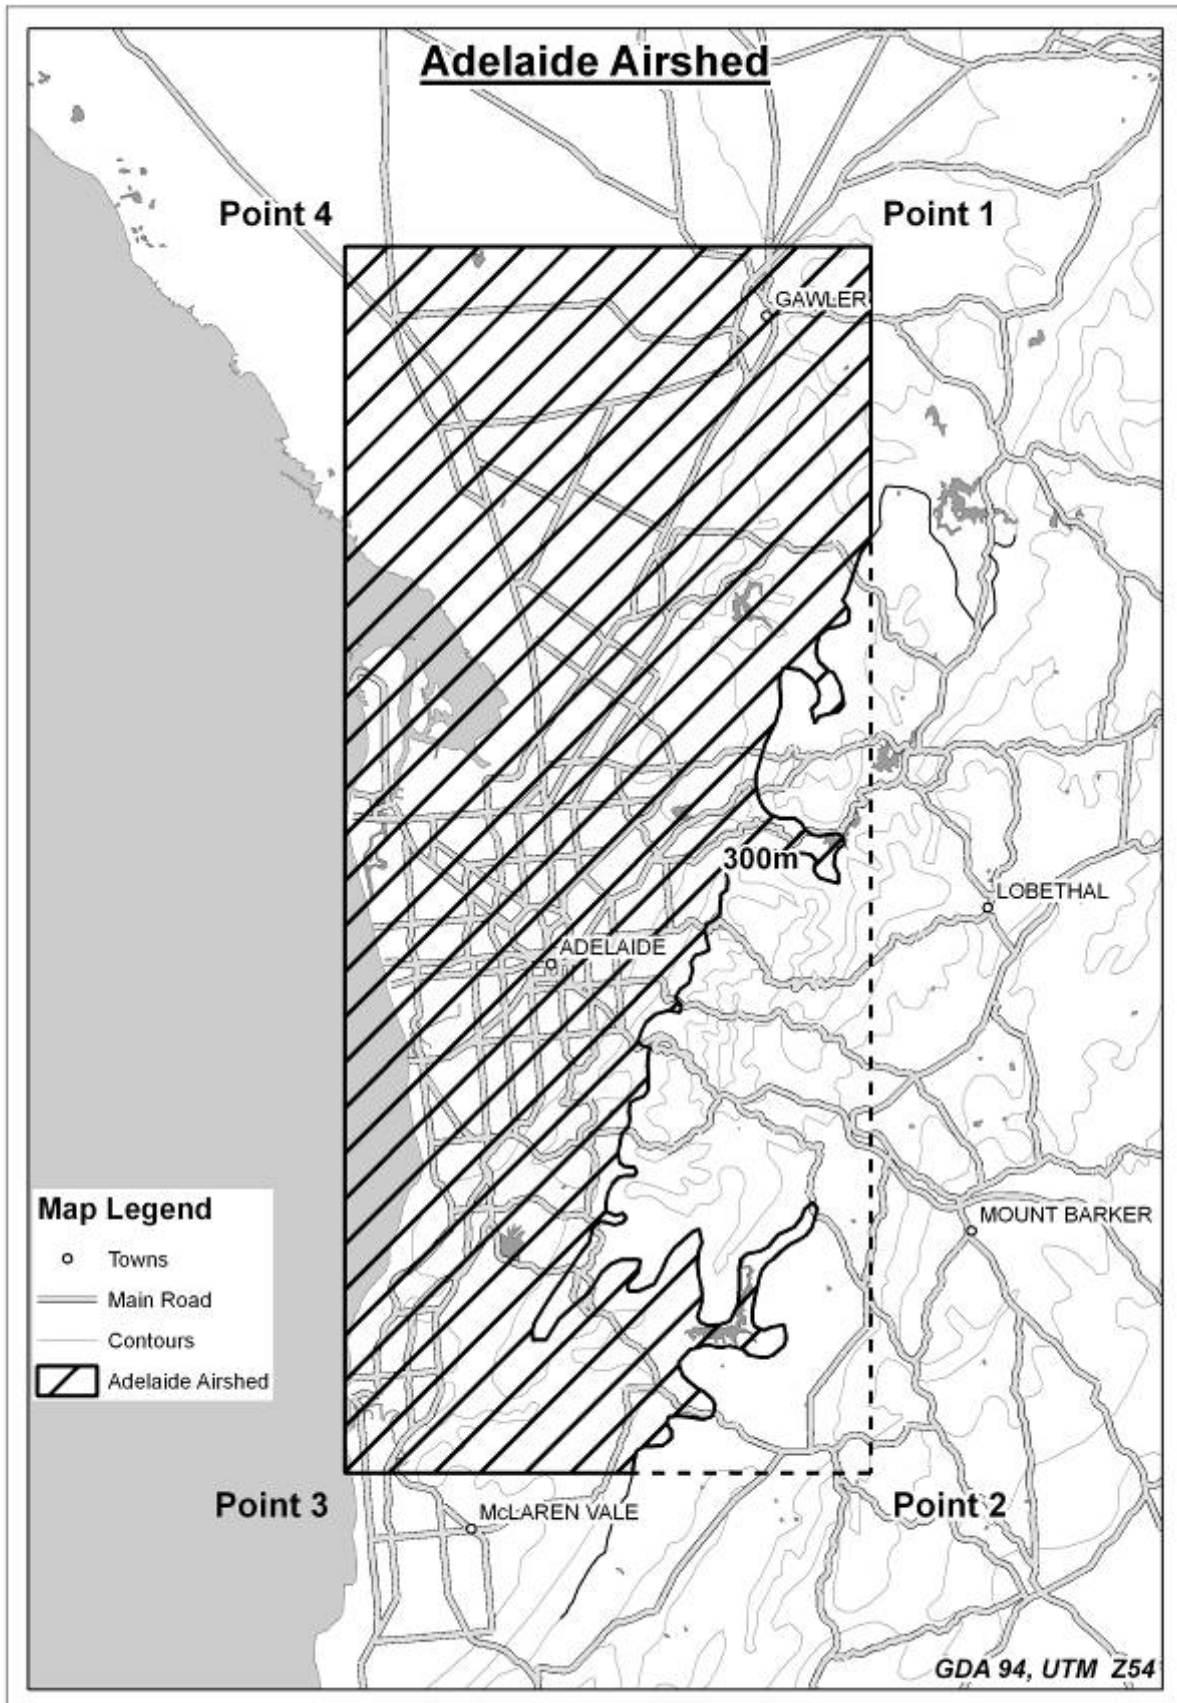 Adelaide Airshed
Point 4
Point 1
GAWLER
300m
LOBETHAL
ADELAIDE
Map Legend
Towns
Main Road
Contours
Adelaide Airshed
MOUNT BARKER
Point 3
McLAREN VALE
Point 2
GDA 94, UTM Z54